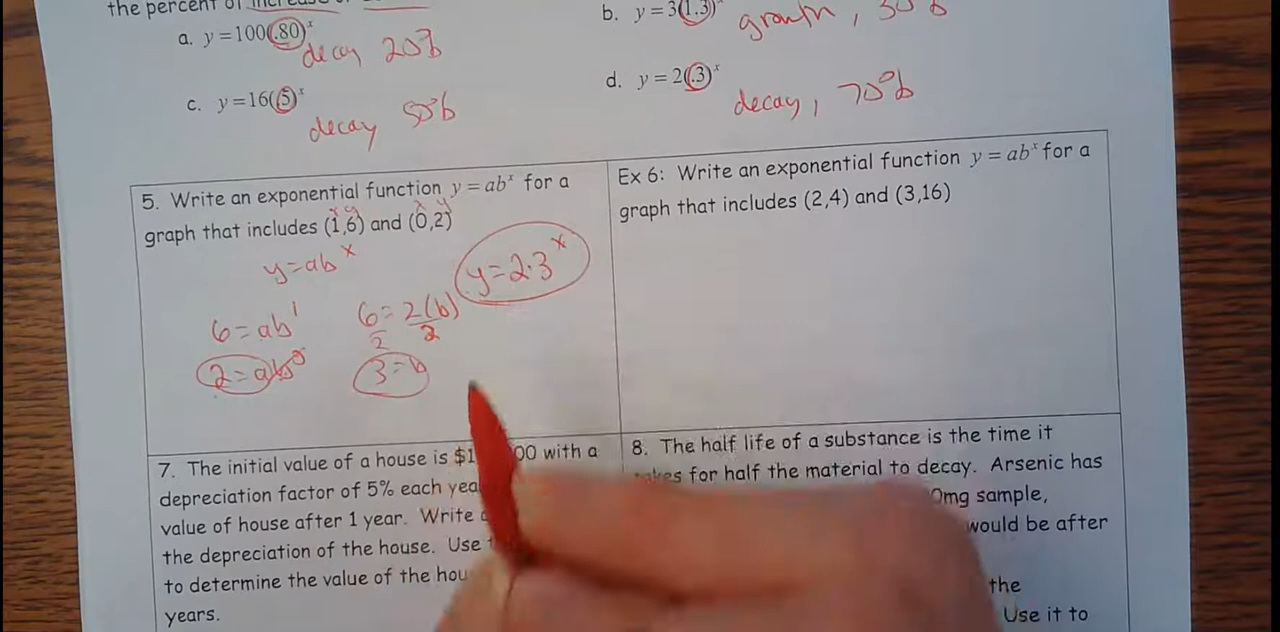 the percent of increase
a. y = 100(.80)^x decay 20%
b. y = 3(1.3)^x growth, 30%
c. y = 16(.5)^x decay 50%
d. y = 2(.3)^x decay, 70%
5. Write an exponential function y = ab^x for a
graph that includes (1,6) and (0,2)
x y x y
y = ab^x
y = 2·3^x
6 = ab^1
6 = 2(b)
2 2
2 = ab^0
3 = b
Ex 6: Write an exponential function y = ab^x for a
graph that includes (2,4) and (3,16)
7. The initial value of a house is with a
depreciation factor of 5% each
value of house after 1 year. Write
the depreciation of the house. Use
to determine the value of the
years.
8. The half life of a substance is the time it
for half the material to decay. Arsenic has
sample,
would be after
the
Use it to